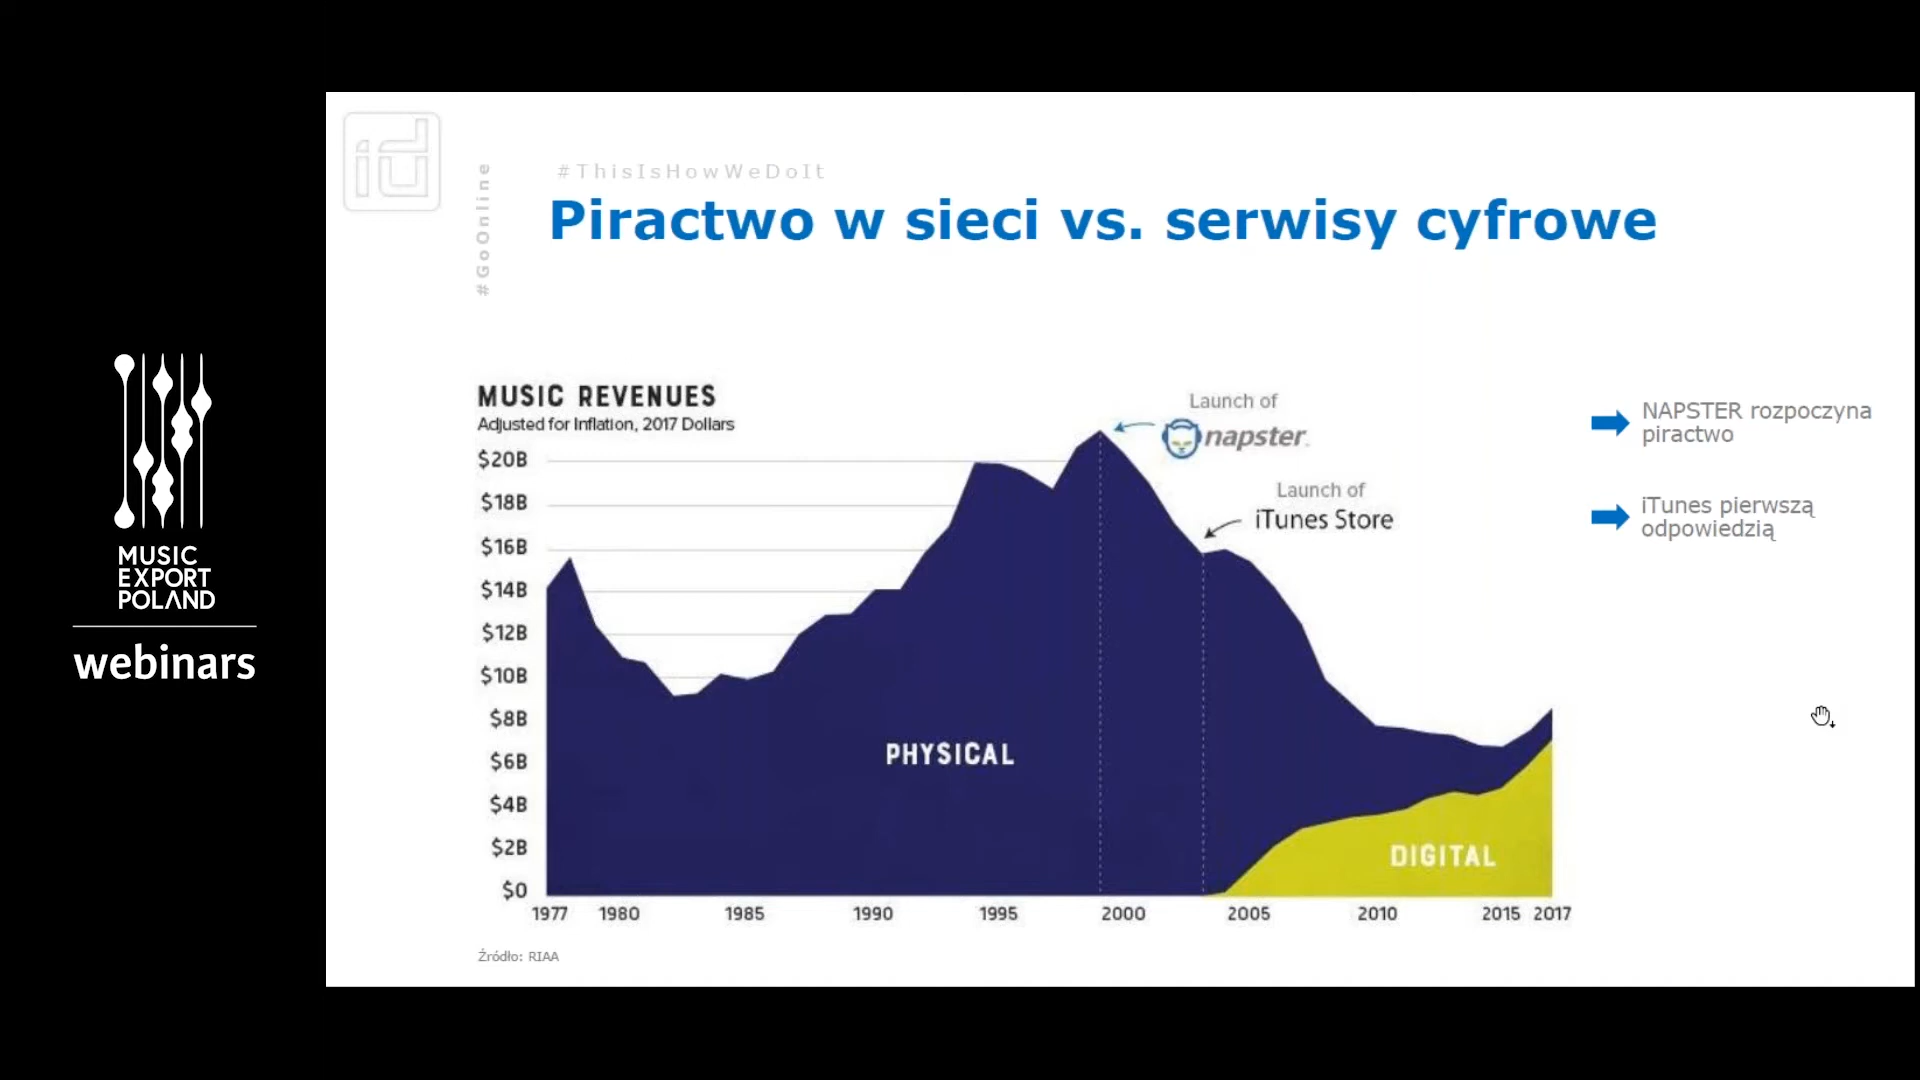 #ThisIsHowWeDoIt
#GoOnline
Piractwo w sieci vs. serwisy cyfrowe
MUSIC REVENUES
Adjusted for Inflation, 2017 Dollars
Launch of
napster
Launch of
iTunes Store
$20B
$18B
$16B
$14B
$12B
$10B
$8B
$6B
$4B
$2B
$0
PHYSICAL
DIGITAL
1977 1980 1985 1990 1995 2000 2005 2010 2015 2017
Źródło: RIAA
NAPSTER rozpoczyna
piractwo
iTunes pierwszą
odpowiedzią
id
MUSIC
EXPORT
POLAND
webinars